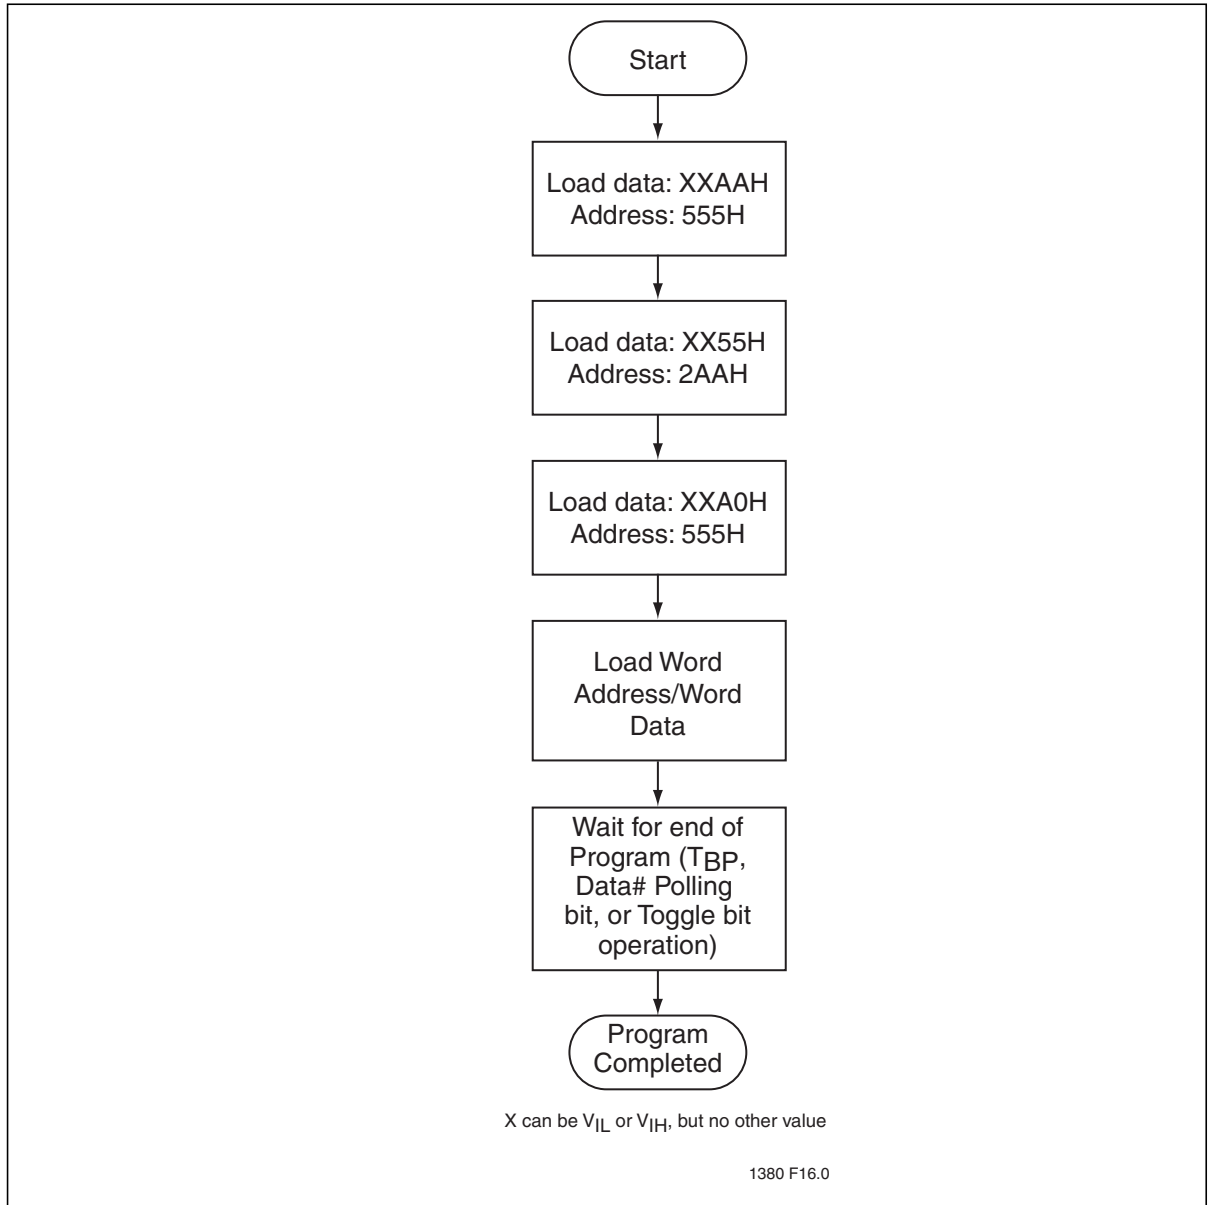 Start
Load data: XXAAH
Address: 555H
Load data: XX55H
Address: 2AAH
Load data: XXA0H
Address: 555H
Load Word
Address/Word
Data
Wait for end of
Program (TBP,
Data# Polling
bit, or Toggle bit
operation)
Program
Completed
X can be VIL or VIH, but no other value
1380 F16.0